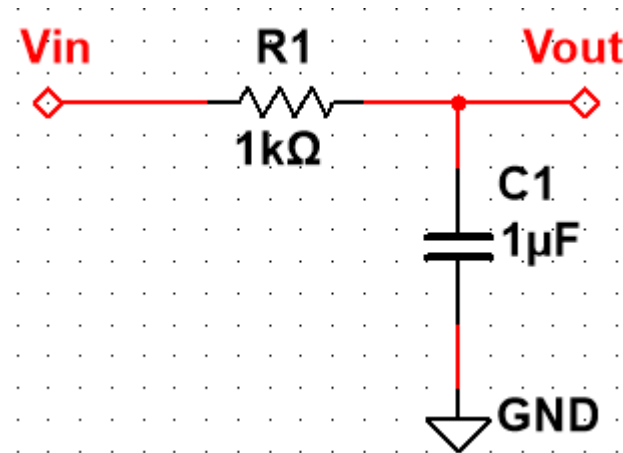 Vin
R1
Vout
1kΩ
C1
1µF
GND